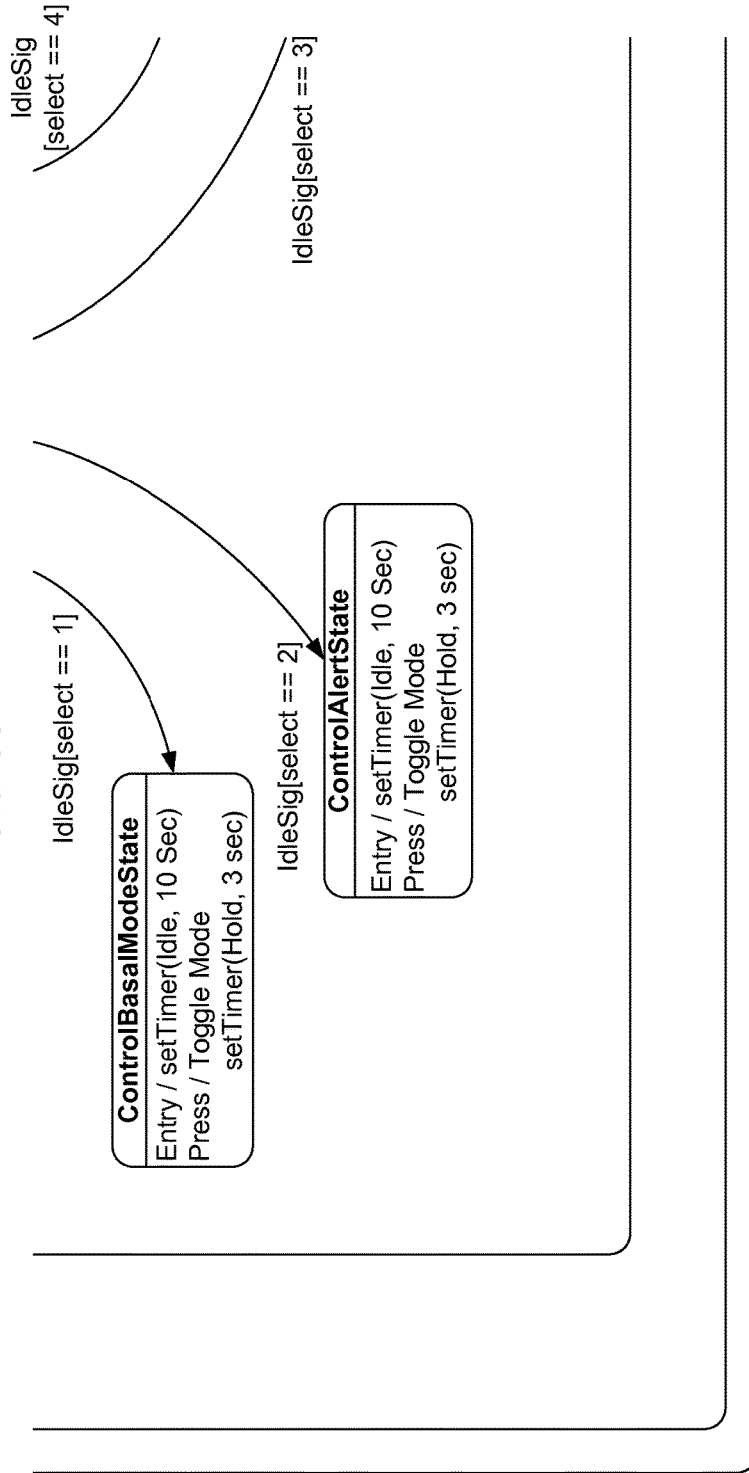 IdleSig
[select == 4]
IdleSig[select == 3]
IdleSig[select == 1]
ControlBasalModeState
Entry / setTimer(Idle, 10 Sec)
Press / Toggle Mode
setTimer(Hold, 3 sec)
IdleSig[select == 2]
ControlAlertState
Entry / setTimer(Idle, 10 Sec)
Press / Toggle Mode
setTimer(Hold, 3 sec)